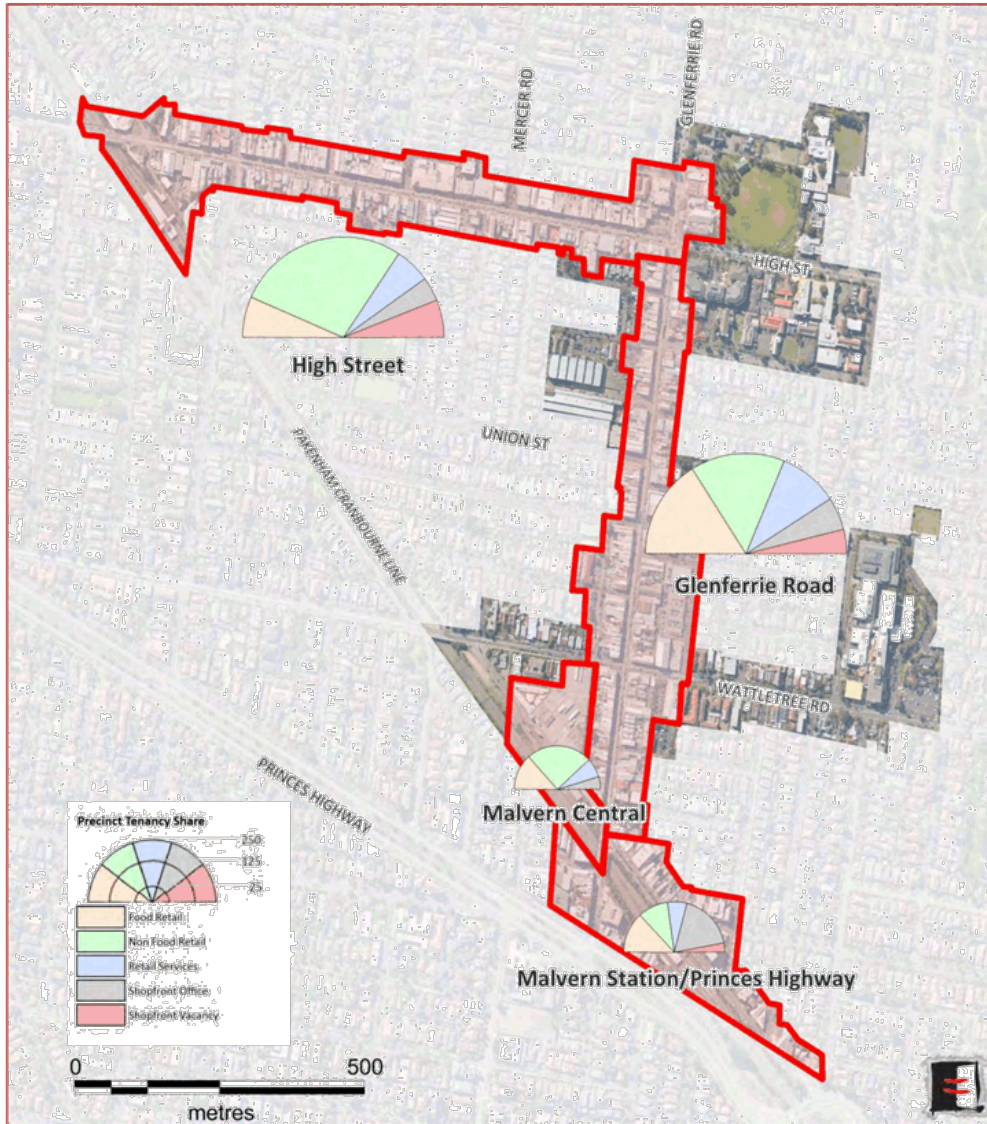 MERCER RD
GLENFERRIE RD
HIGH ST
High Street
UNION ST
PAKENHAM CRANBOURNE LINE
Glenferrie Road
WATTLETREE RD
PRINCES HIGHWAY
Malvern Central
Malvern Station/Princes Highway
Precinct Tenancy Share
250
125
25
Food Retail
Non Food Retail
Retail Services
Shopfront Office
Shopfront Vacancy
0 500
metres